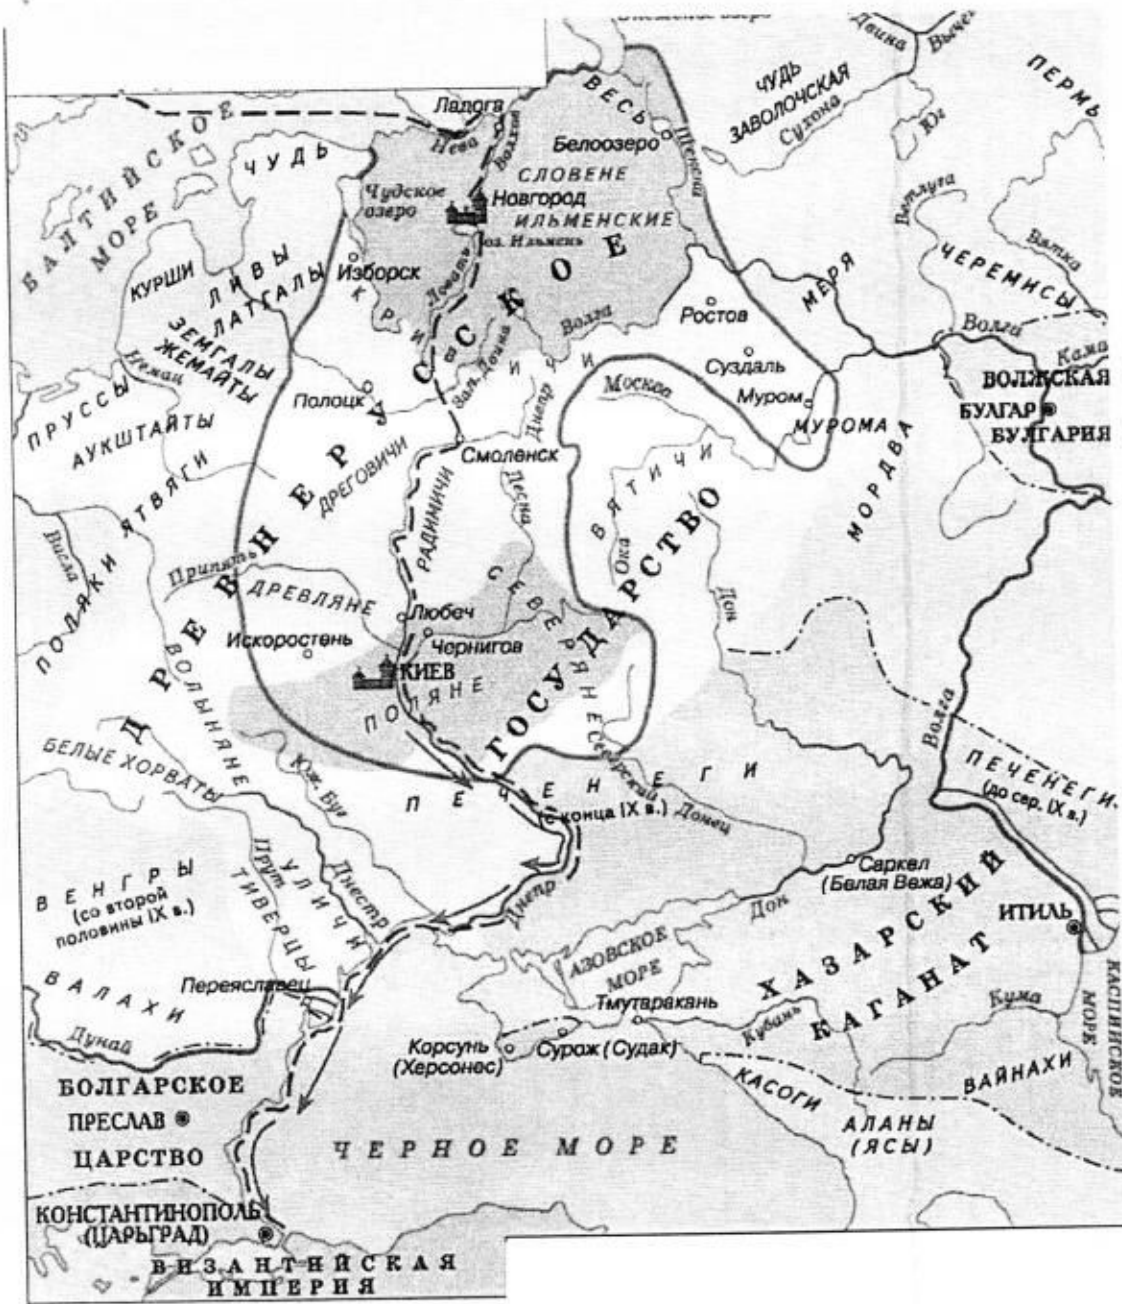 Двина
ЧУДЬ
ЗАВОЛОЧСКАЯ
Сухона
Юг
ПЕРМЬ
Ладога
Нева
Волхов
ВЕСЬ
Белоозеро
Шексна
БАЛТИЙСКОЕ
МОРЕ
ЧУДЬ
Чудское
озеро
СЛОВЕНЕ
Новгород
ИЛЬМЕНСКИЕ
оз. Ильмень
Ветлуга
Вятка
ЧЕРЕМИСЫ
КУРШИ
ЛИВЫ
ЛАТГАЛЫ
ЗЕМГАЛЫ
ЖЕМАЙТЫ
Изборск
Ловать
КРИВИЧИ
Зап. Двина
Волга
Ростов
МЕРЯ
Волга
Кама
Суздаль
Москва
Муром
МУРОМА
ВОЛЖСКАЯ
БУЛГАР
БУЛГАРИЯ
Неман
ПРУССЫ
АУКШТАЙТЫ
ЯТВЯГИ
Полоцк
Днепр
Смоленск
ДРЕГОВИЧИ
РАДИМИЧИ
Десна
ВЯТИЧИ
Ока
МОРДВА
Висла
ПОЛЯКИ
Припять
ДРЕВНЕРУССКОЕ
ГОСУДАРСТВО
ДРЕВЛЯНЕ
Любеч
Искоростень
Чернигов
СЕВЕРЯНЕ
Дон
КИЕВ
ПОЛЯНЕ
ВОЛЫНЯНЕ
БЕЛЫЕ ХОРВАТЫ
Юж. Буг
Северский Донец
ПЕЧЕНЕГИ
(с конца IX в.)
Волга
ПЕЧЕНЕГИ
(до сер. IX в.)
ВЕНГРЫ
(со второй
половины IX в.)
Прут
УЛИЧИ
ТИВЕРЦЫ
Днестр
Днепр
Саркел
(Белая Вежа)
Дон
ХАЗАРСКИЙ
КАГАНАТ
ИТИЛЬ
АЗОВСКОЕ
МОРЕ
Тмутаракань
Кубань
Кума
КАСПИЙСКОЕ
МОРЕ
ВАЛАХИ
Переяславец
Дунай
Корсунь
(Херсонес)
Сурож (Судак)
КАСОГИ
АЛАНЫ
(ЯСЫ)
ВАЙНАХИ
БОЛГАРСКОЕ
ПРЕСЛАВ
ЦАРСТВО
ЧЕРНОЕ МОРЕ
КОНСТАНТИНОПОЛЬ
(ЦАРЬГРАД)
ВИЗАНТИЙСКАЯ
ИМПЕРИЯ